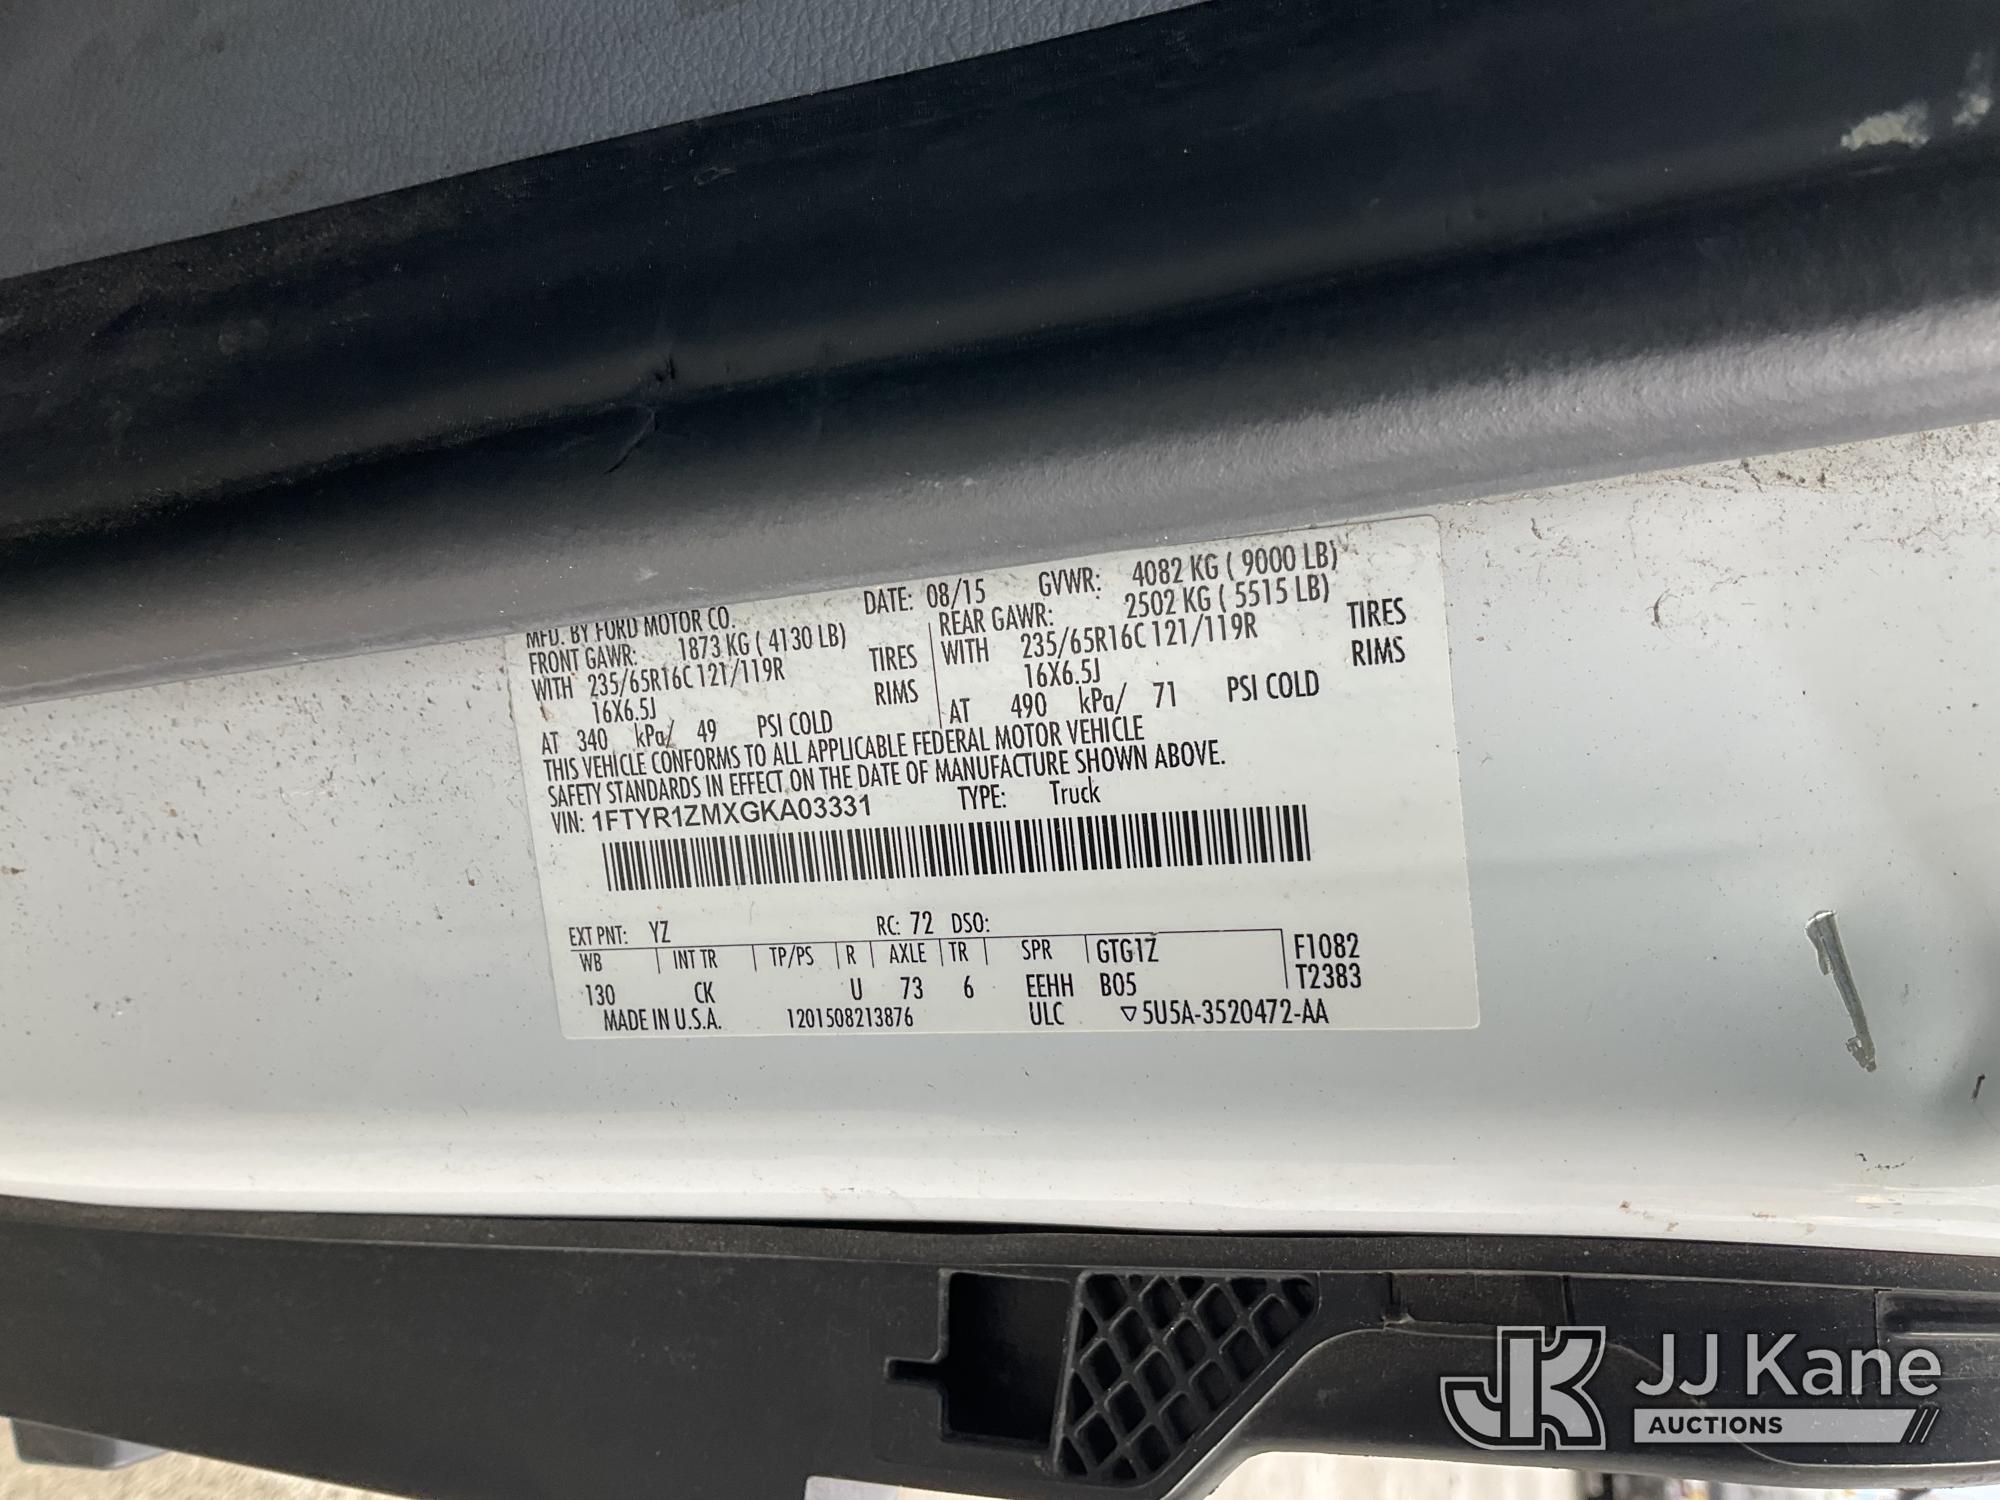 MFD. BY FORD MOTOR CO. DATE: 08/15 GVWR: 4082 KG ( 9000 LB)
FRONT GAWR: 1873 KG ( 4130 LB) REAR GAWR: 2502 KG ( 5515 LB)
WITH 235/65R16C 121/119R TIRES WITH 235/65R16C 121/119R TIRES
16X6.5J RIMS 16X6.5J RIMS
AT 340 kPa/ 49 PSI COLD AT 490 kPa/ 71 PSI COLD
THIS VEHICLE CONFORMS TO ALL APPLICABLE FEDERAL MOTOR VEHICLE
SAFETY STANDARDS IN EFFECT ON THE DATE OF MANUFACTURE SHOWN ABOVE.
VIN: 1FTYR1ZMXGKA03331 TYPE: Truck
EXT PNT: YZ RC: 72 DSO:
WB INT TR TP/PS R AXLE TR SPR GTG1Z F1082
130 CK U 73 6 EEHH B05 T2383
MADE IN U.S.A. 1201508213876 ULC ▽5U5A-3520472-AA
JK JJ Kane
AUCTIONS